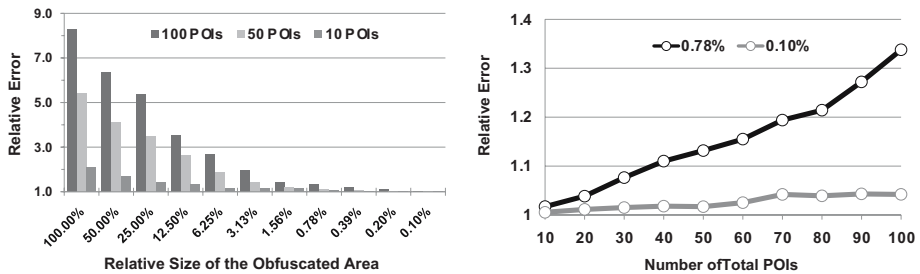 9.0
7.0
5.0
3.0
1.0
Relative Error
100 POIs 50 POIs 10 POIs
100.00% 50.00% 25.00% 12.50% 6.25% 3.13% 1.56% 0.78% 0.39% 0.20% 0.10%
Relative Size of the Obfuscated Area
1.4
1.3
1.2
1.1
1
Relative Error
0.78% 0.10%
10 20 30 40 50 60 70 80 90 100
Number ofTotal POIs